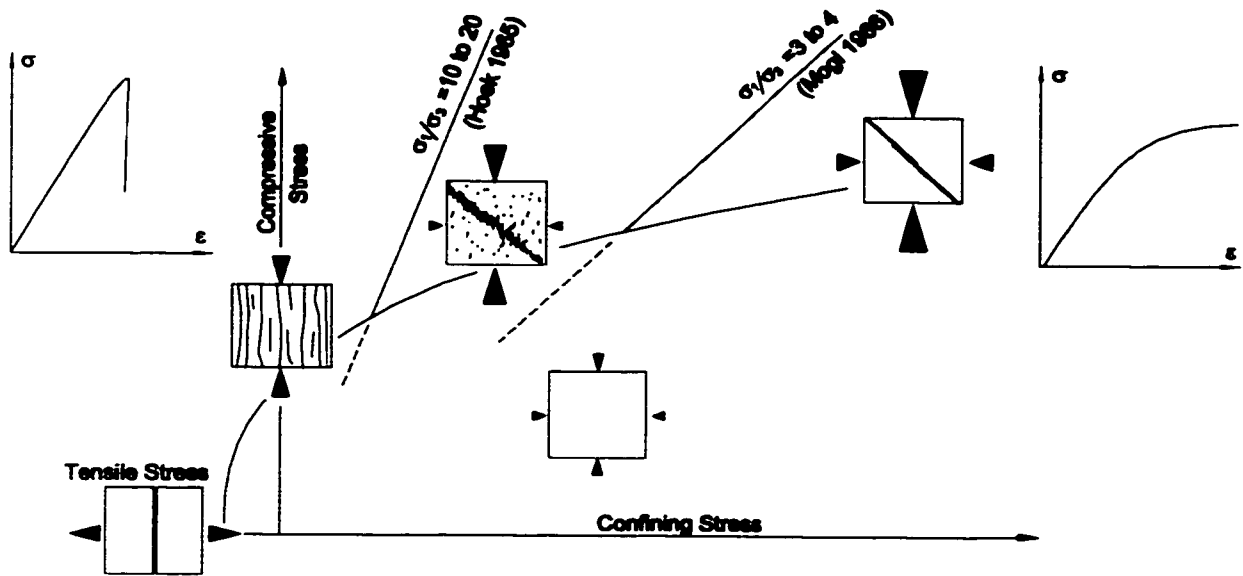 σ
ε
Compressive
Stress
σ₁/σ₃ = 10 to 20
(Hoek 1965)
σ₁/σ₃ = 3 to 4
(Mogi 1966)
σ
ε
Tensile Stress
Confining Stress